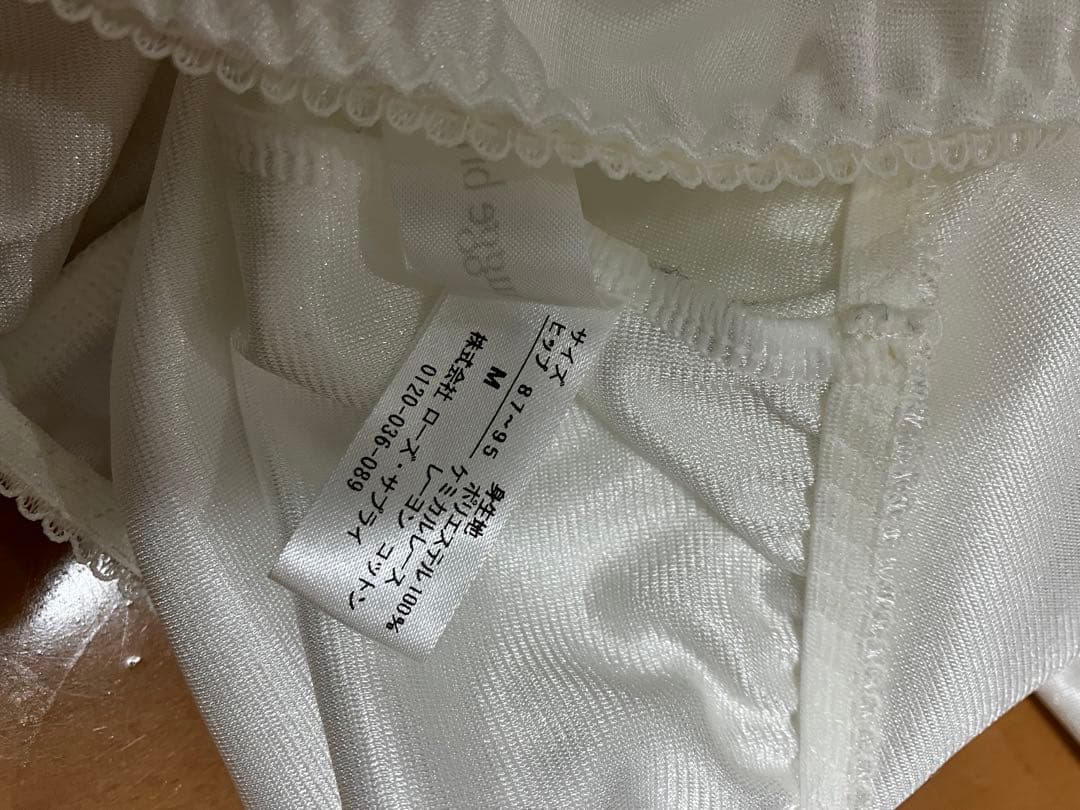 サイズ
ヒップ 87~95
M
身生地
ポリエステル100%
ケミカルレース
レーヨン コットン
株式会社 ローズ・サプライ
0120-036-089